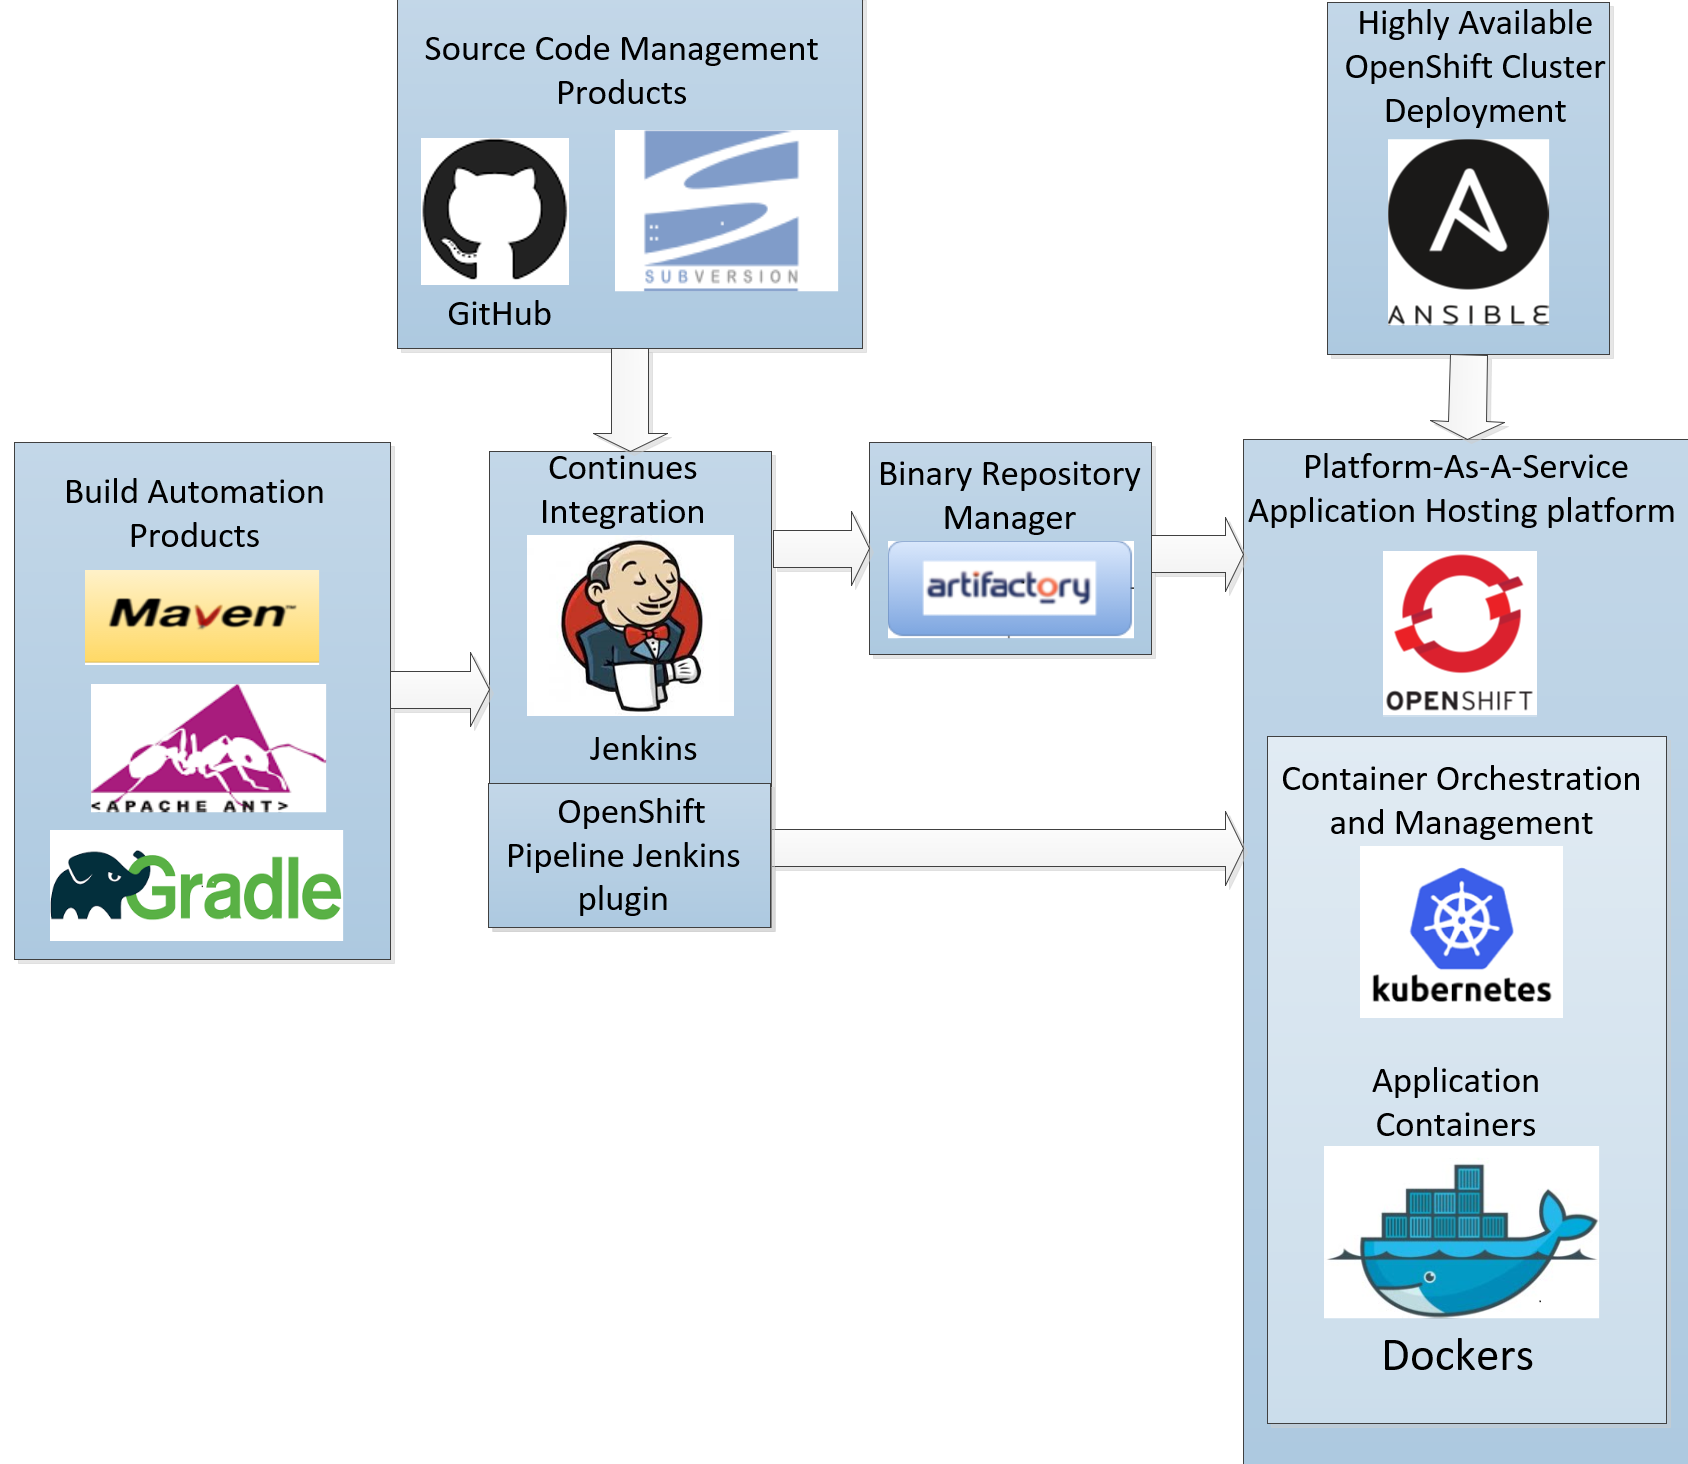 Source Code Management
Products
SUBVERSION
GitHub
Highly Available
OpenShift Cluster
Deployment
ANSIBLE
Build Automation
Products
Maven™
<APACHE ANT>
Gradle
Continues
Integration
Jenkins
OpenShift
Pipeline Jenkins
plugin
Binary Repository
Manager
artifactory
Platform-As-A-Service
Application Hosting platform
OPENSHIFT
Container Orchestration
and Management
kubernetes
Application
Containers
Dockers